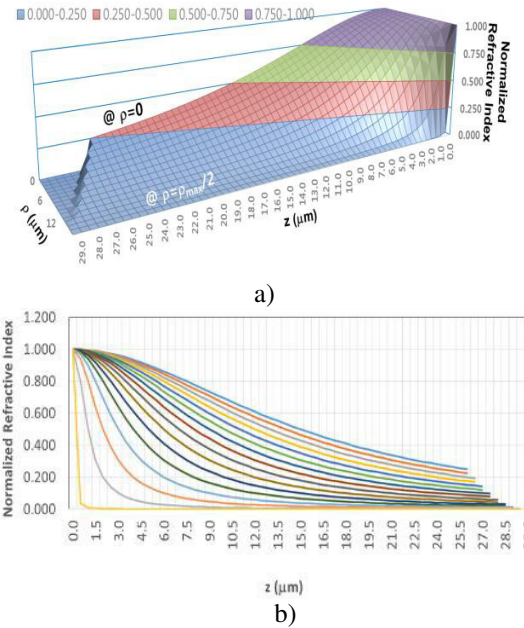 0.000-0.250 0.250-0.500 0.500-0.750 0.750-1.000
1.000
0.750
0.500
0.250
0.000
Normalized
Refractive Index
@ ρ=0
@ ρ=ρmax/2
0
6
12
ρ (μm)
29.0 28.0 27.0 26.0 25.0 24.0 23.0 22.0 21.0 20.0 19.0 18.0 17.0 16.0 15.0 14.0 13.0 12.0 11.0 10.0 9.0 8.0 7.0 6.0 5.0 4.0 3.0 2.0 1.0 0.0
z (μm)
a)
1.200
1.000
0.800
0.600
0.400
0.200
0.000
Normalized Refractive Index
0.0 1.5 3.0 4.5 6.0 7.5 9.0 10.5 12.0 13.5 15.0 16.5 18.0 19.5 21.0 22.5 24.0 25.5 27.0 28.5
z (μm)
b)